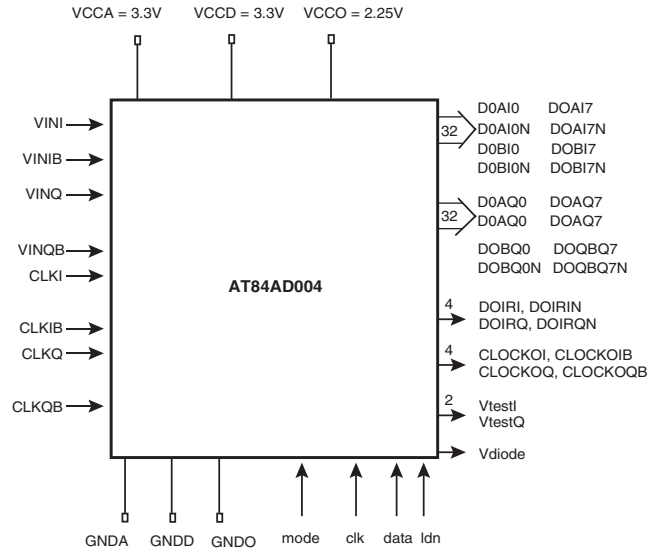 VCCA = 3.3V VCCD = 3.3V VCCO = 2.25V
VINI
VINIB
VINQ
VINQB
CLKI
CLKIB
CLKQ
CLKQB
AT84AD004
32
D0AI0 DOAI7
D0AI0N DOAI7N
D0BI0 DOBI7
D0BI0N DOBI7N
32
D0AQ0 DOAQ7
D0AQ0 DOAQ7
DOBQ0 DOQBQ7
DOBQ0N DOQBQ7N
4
DOIRI, DOIRIN
DOIRQ, DOIRQN
4
CLOCKOI, CLOCKOIB
CLOCKOQ, CLOCKOQB
2
VtestI
VtestQ
Vdiode
GNDA GNDD GNDO mode clk data ldn